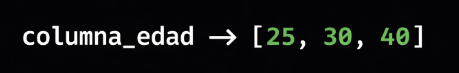 columna_edad → [25, 30, 40]